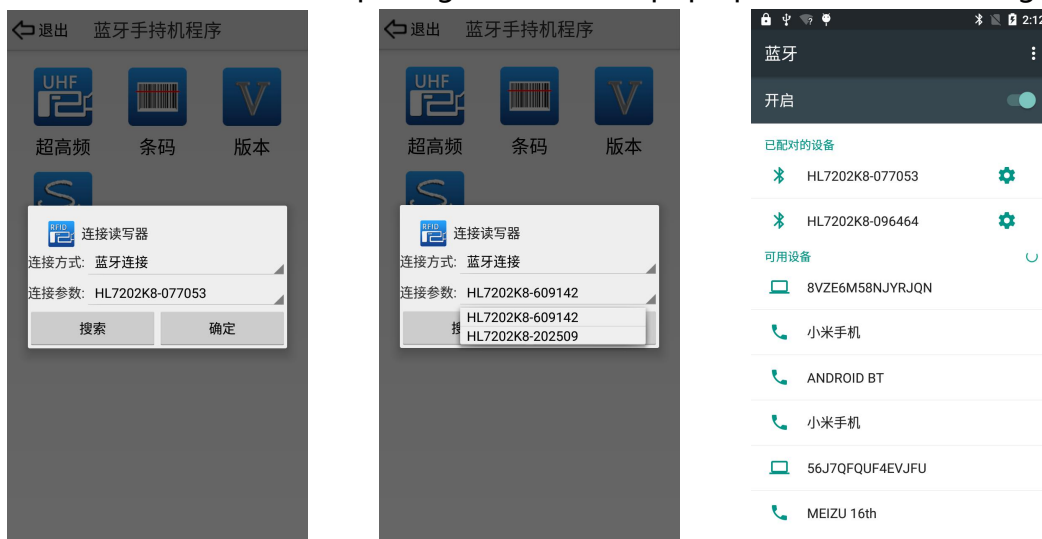 退出 蓝牙手持机程序
UHF
超高频 条码 版本
S.
RFID 连接读写器
连接方式: 蓝牙连接
连接参数: HL7202K8-077053
搜索 确定
退出 蓝牙手持机程序
UHF
超高频 条码 版本
S.
RFID 连接读写器
连接方式: 蓝牙连接
连接参数: HL7202K8-609142
HL7202K8-609142
HL7202K8-202509
2:12
蓝牙
开启
已配对的设备
HL7202K8-077053
HL7202K8-096464
可用设备
8VZE6M58NJYRJQN
小米手机
ANDROID BT
小米手机
56J7QFQUF4EVJFU
MEIZU 16th